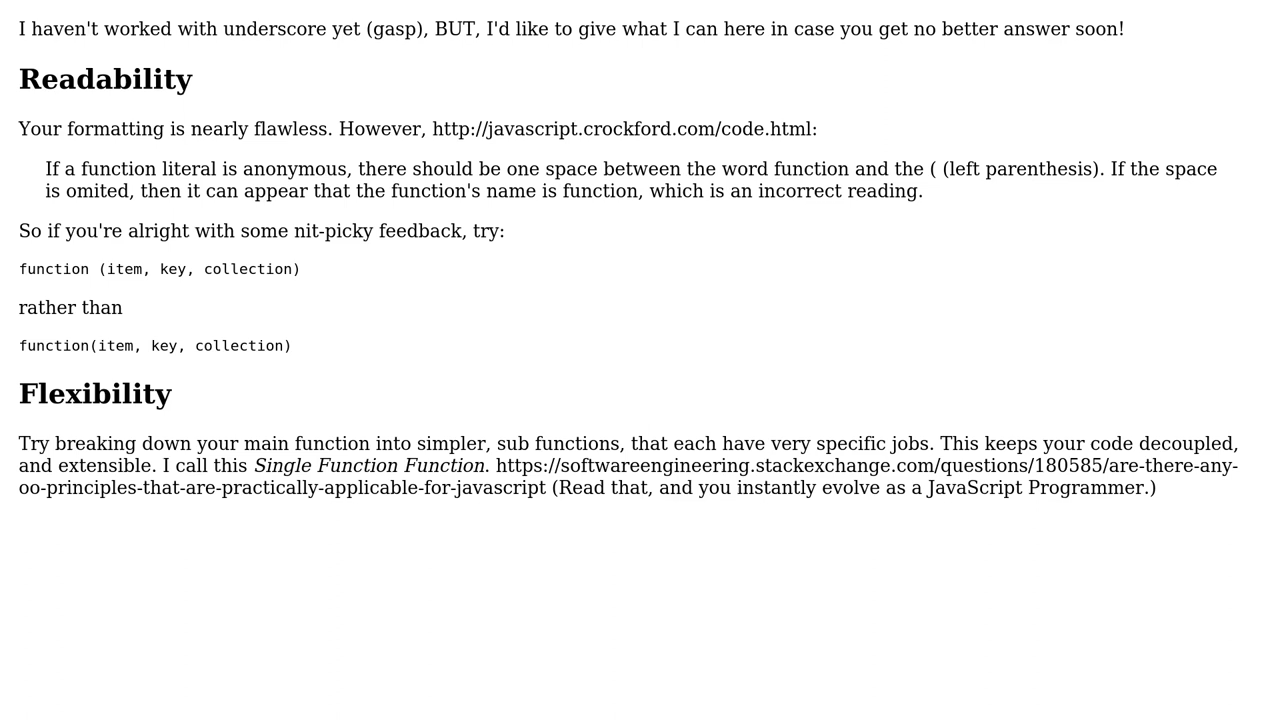 I haven't worked with underscore yet (gasp), BUT, I'd like to give what I can here in case you get no better answer soon!
Readability
Your formatting is nearly flawless. However, http://javascript.crockford.com/code.html:
If a function literal is anonymous, there should be one space between the word function and the ( (left parenthesis). If the space
is omited, then it can appear that the function's name is function, which is an incorrect reading.
So if you're alright with some nit-picky feedback, try:
function (item, key, collection)
rather than
function(item, key, collection)
Flexibility
Try breaking down your main function into simpler, sub functions, that each have very specific jobs. This keeps your code decoupled,
and extensible. I call this Single Function Function. https://softwareengineering.stackexchange.com/questions/180585/are-there-any-
oo-principles-that-are-practically-applicable-for-javascript (Read that, and you instantly evolve as a JavaScript Programmer.)